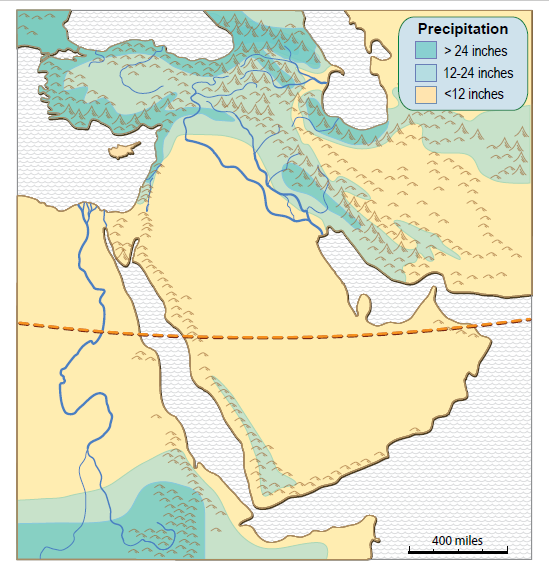 Precipitation
> 24 inches
12-24 inches
<12 inches
400 miles